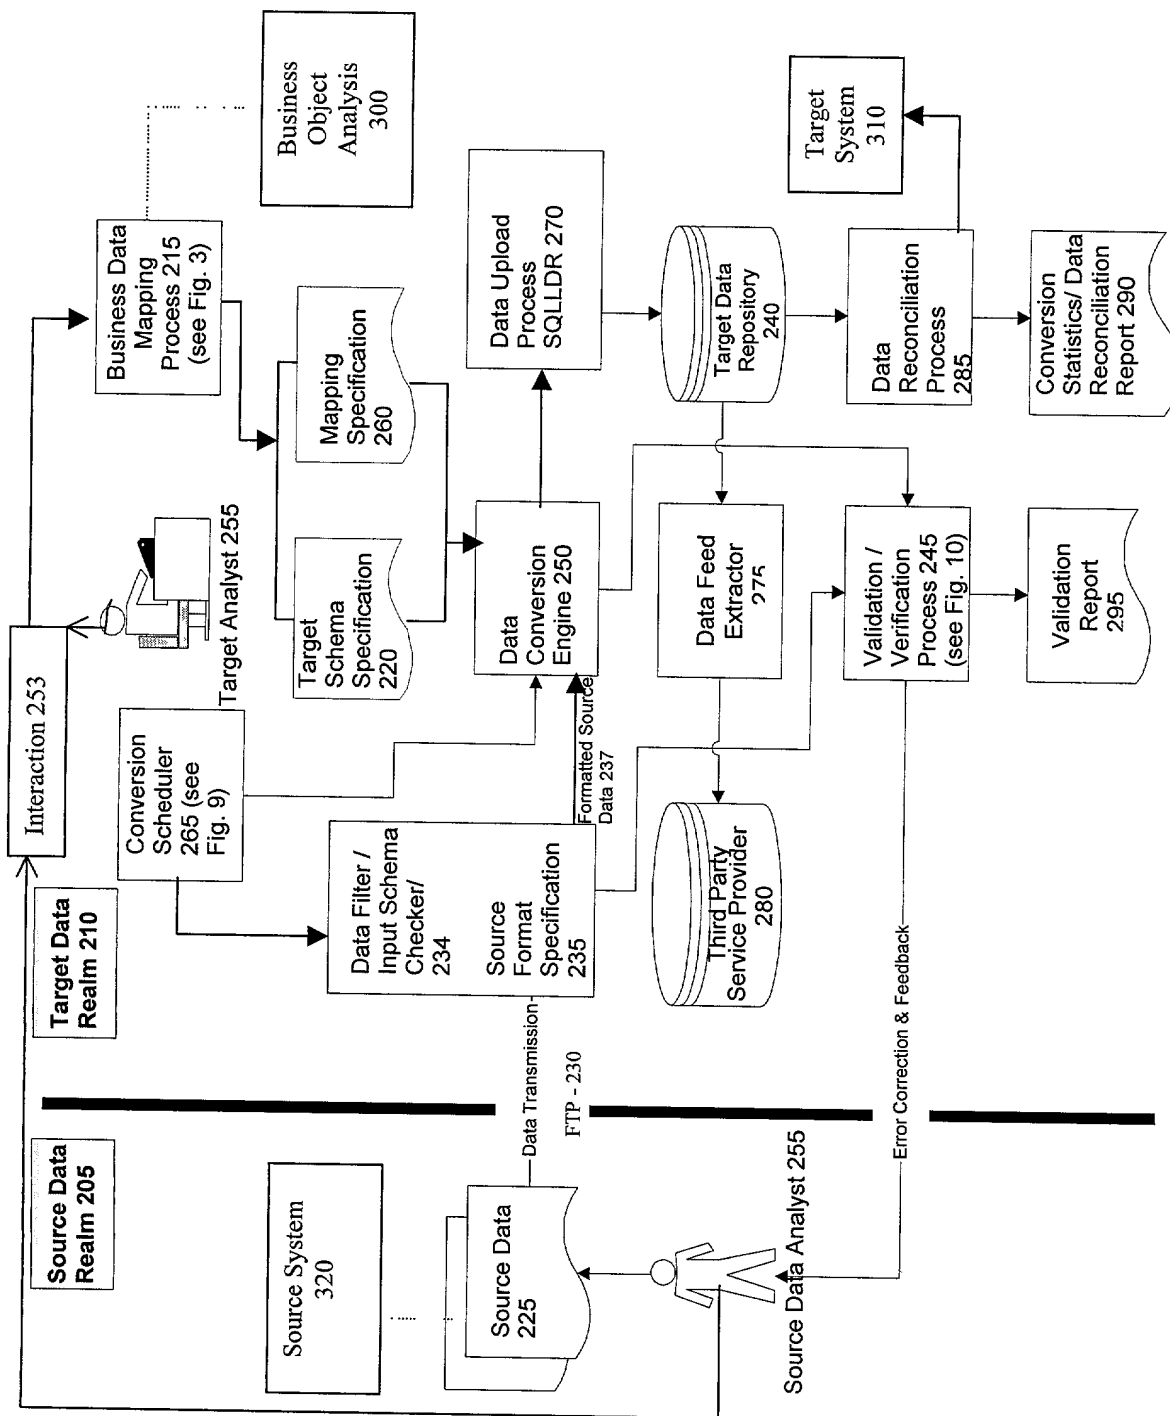 Source Data
Realm 205
Target Data
Realm 210
Interaction 253
Source System
320
Conversion
Scheduler
265 (see
Fig. 9)
Target Analyst 255
Business Data
Mapping
Process 215
(see Fig. 3)
Business
Object
Analysis
300
Source Data
225
Data Transmission
FTP - 230
Data Filter /
Input Schema
Checker/
234
Source
Format
Specification
235
Target
Schema
Specification
220
Mapping
Specification
260
Formatted Source
Data 237
Data
Conversion
Engine 250
Data Upload
Process
SQLLDR 270
Third Party
Service Provider
280
Data Feed
Extractor
275
Target Data
Repository
240
Target
System
310
Source Data Analyst 255
Error Correction & Feedback
Validation /
Verification
Process 245
(see Fig. 10)
Data
Reconciliation
Process
285
Validation
Report
295
Conversion
Statistics/ Data
Reconciliation
Report 290